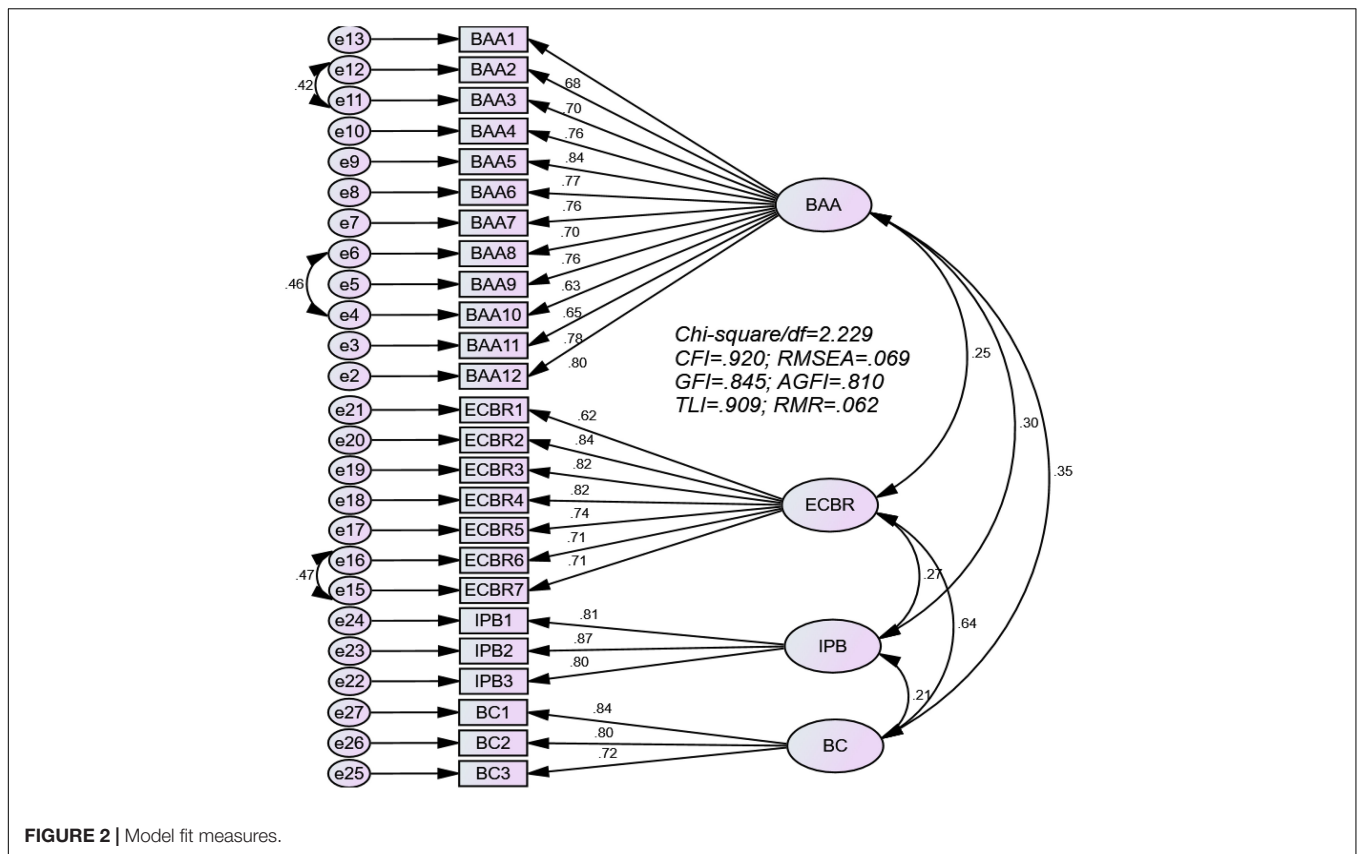 e13 BAA1
e12 BAA2
.42
.68
e11 BAA3
.70
e10 BAA4
.76
e9 BAA5
.84
e8 BAA6
.77
e7 BAA7
.76
BAA
.70
e6 BAA8
.76
e5 BAA9
.46
.63
e4 BAA10
.65
e3 BAA11
.78
e2 BAA12
.80
Chi-square/df=2.229
CFI=.920; RMSEA=.069
GFI=.845; AGFI=.810
TLI=.909; RMR=.062
.25
.30
.35
e21 ECBR1
.62
e20 ECBR2
.84
e19 ECBR3
.82
e18 ECBR4
.82
ECBR
e17 ECBR5
.74
e16 ECBR6
.71
.47
.71
e15 ECBR7
.27
.64
e24 IPB1
.81
e23 IPB2
.87
IPB
e22 IPB3
.80
.21
e27 BC1
.84
e26 BC2
.80
BC
e25 BC3
.72
FIGURE 2 | Model fit measures.